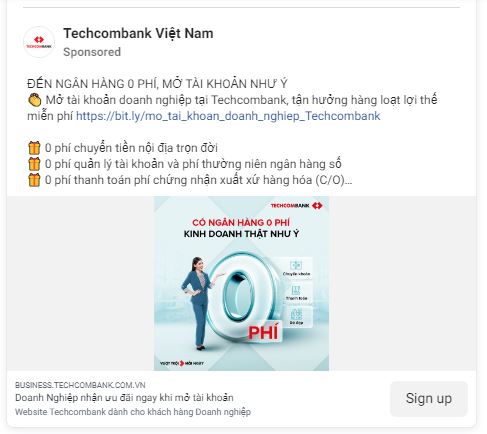 TECHCOMBANK
Techcombank Việt Nam
Sponsored
ĐẾN NGÂN HÀNG 0 PHÍ, MỞ TÀI KHOẢN NHƯ Ý
👏 Mở tài khoản doanh nghiệp tại Techcombank, tận hưởng hàng loạt lợi thế
miễn phí https://bit.ly/mo_tai_khoan_doanh_nghiep_Techcombank
🎁 0 phí chuyển tiền nội địa trọn đời
🎁 0 phí quản lý tài khoản và phí thường niên ngân hàng số
🎁 0 phí thanh toán phí chứng nhận xuất xứ hàng hóa (C/O)...
TECHCOMBANK
CÓ NGÂN HÀNG 0 PHÍ
KINH DOANH THẬT NHƯ Ý
Chuyển khoản
Thanh toán
Số đẹp
0
PHÍ
VƯỢT TRỘI HƠN MỖI NGÀY
BUSINESS.TECHCOMBANK.COM.VN
Doanh Nghiệp nhận ưu đãi ngay khi mở tài khoản
Website Techcombank dành cho khách hàng Doanh nghiệp
Sign up